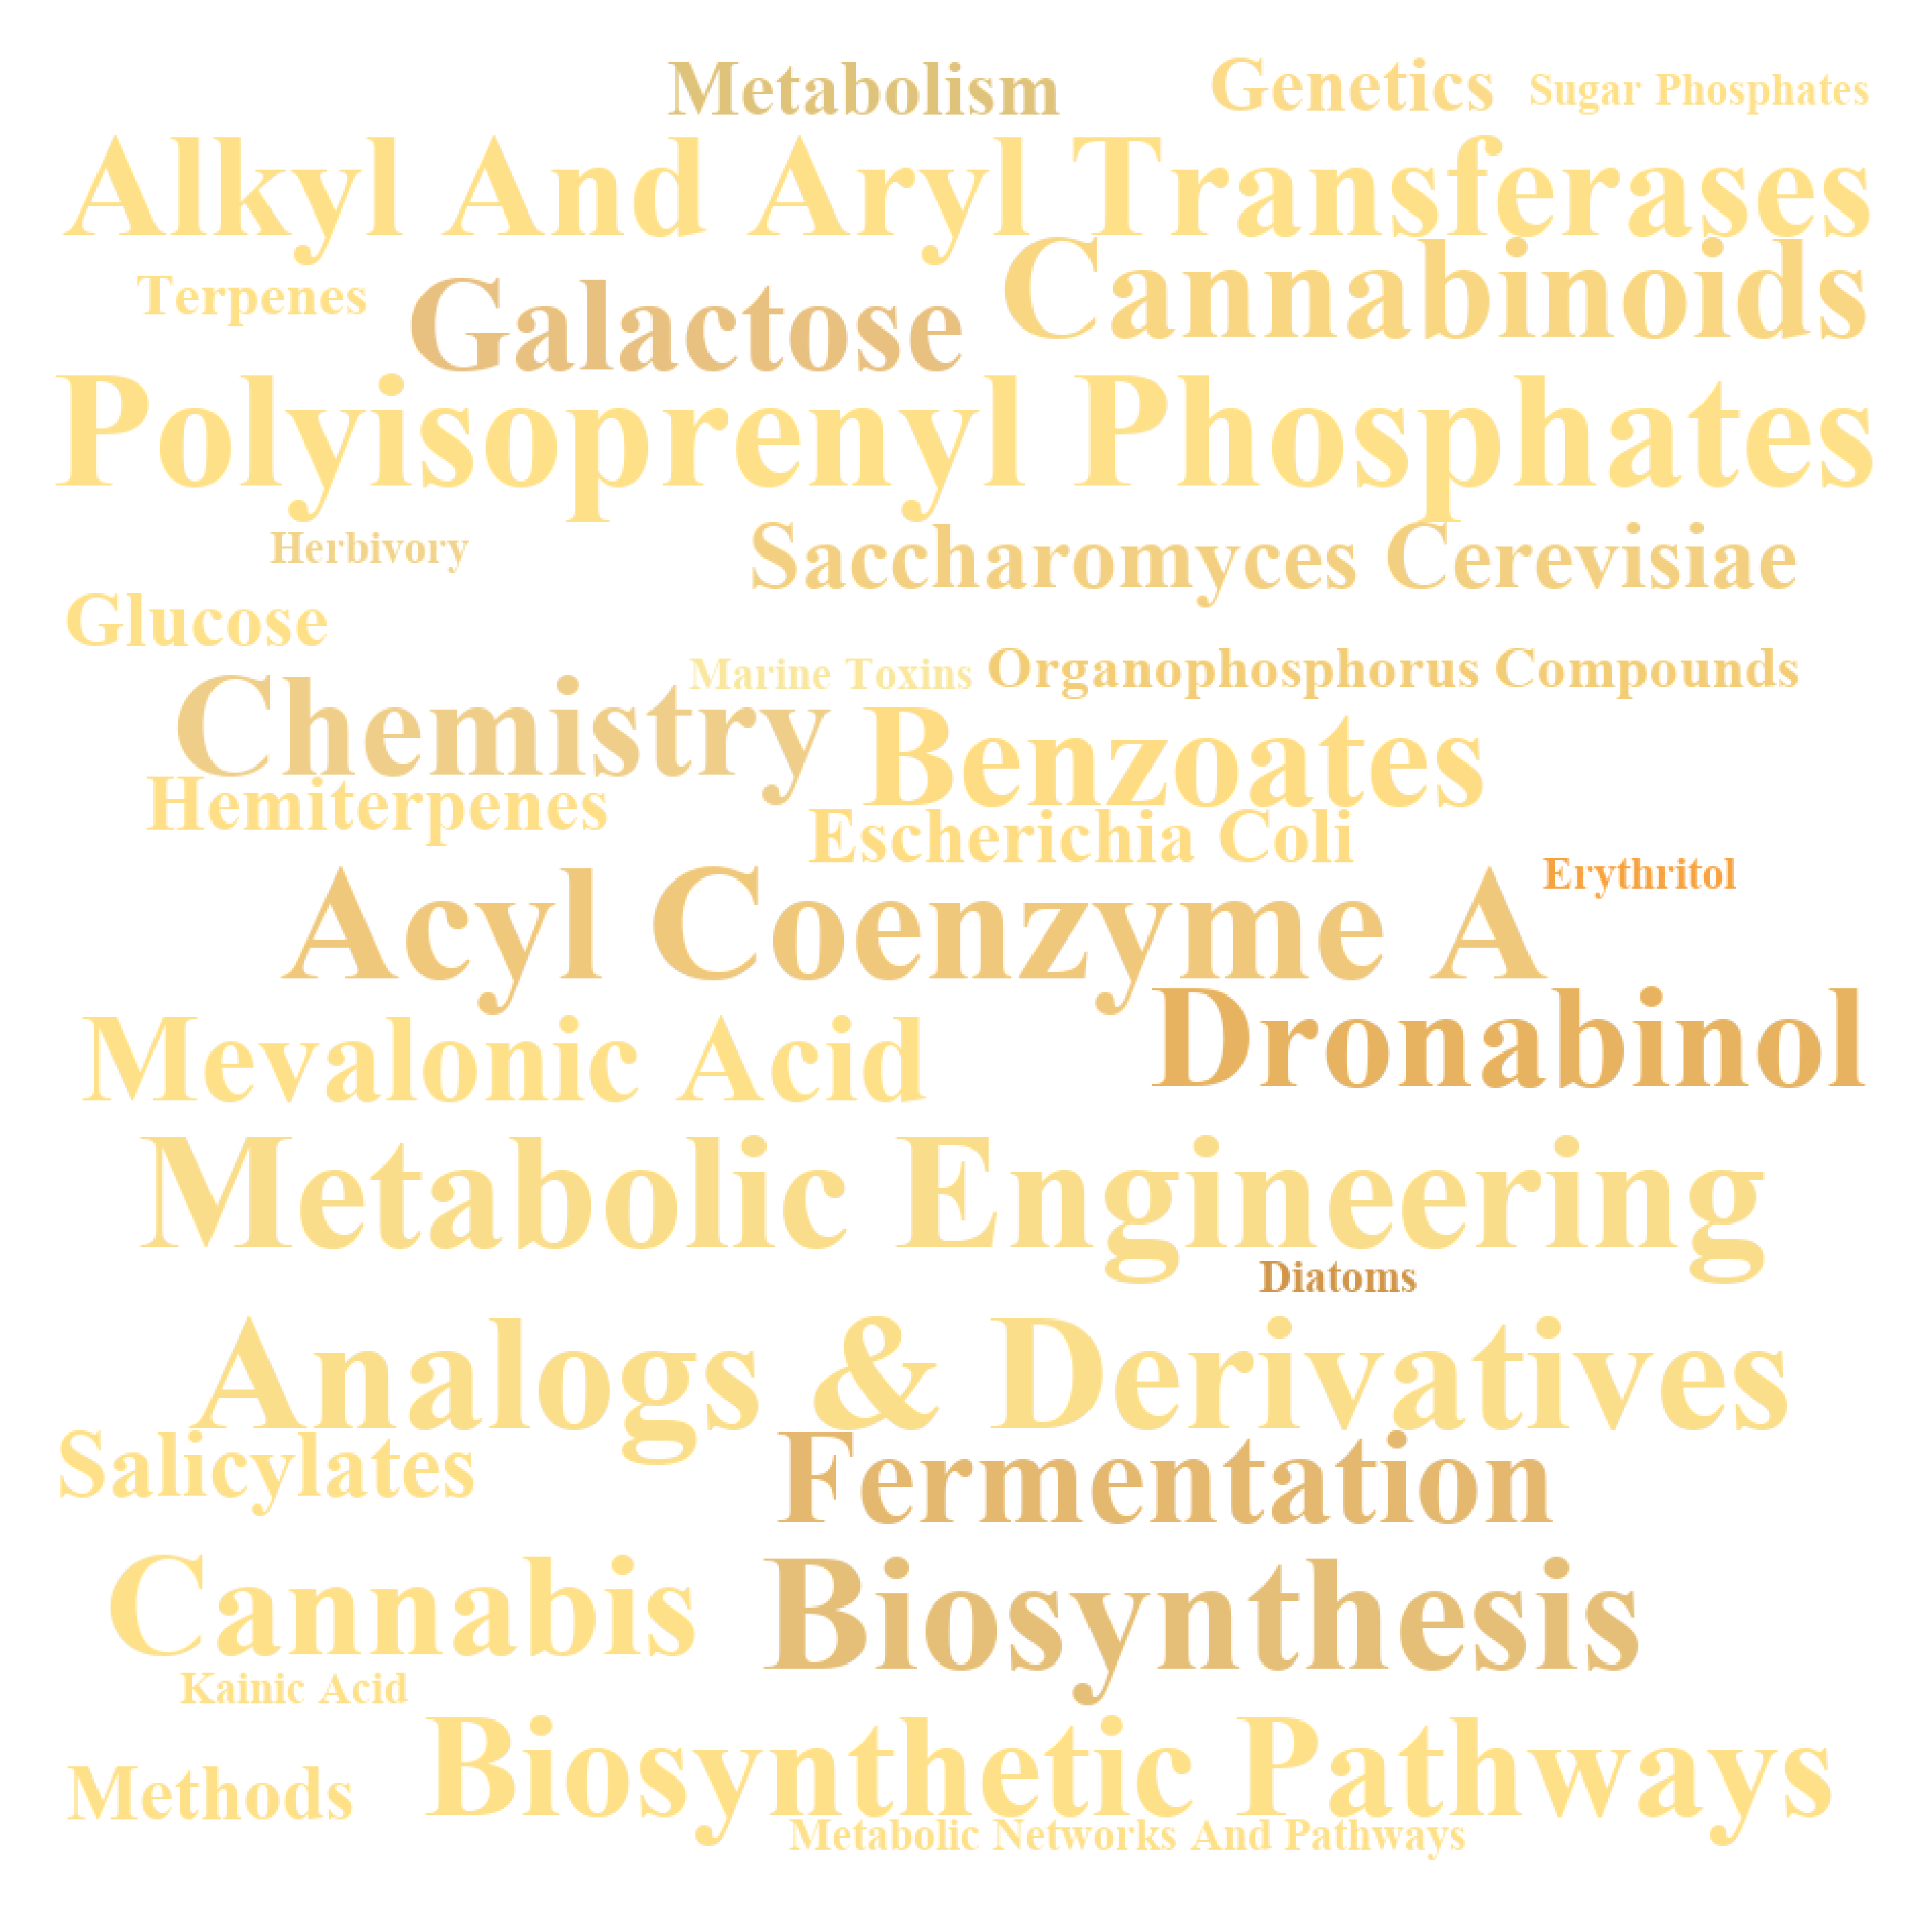 Metabolism
Genetics
Sugar Phosphates
Alkyl And Aryl Transferases
Cannabinoids
Terpenes
Galactose
Polyisoprenyl Phosphates
Herbivory
Saccharomyces Cerevisiae
Glucose
Marine Toxins
Organophosphorus Compounds
Chemistry
Benzoates
Hemiterpenes
Escherichia Coli
Erythritol
Acyl Coenzyme A
Dronabinol
Mevalonic Acid
Metabolic Engineering
Diatoms
Analogs & Derivatives
Salicylates
Fermentation
Cannabis
Biosynthesis
Kainic Acid
Biosynthetic Pathways
Methods
Metabolic Networks And Pathways